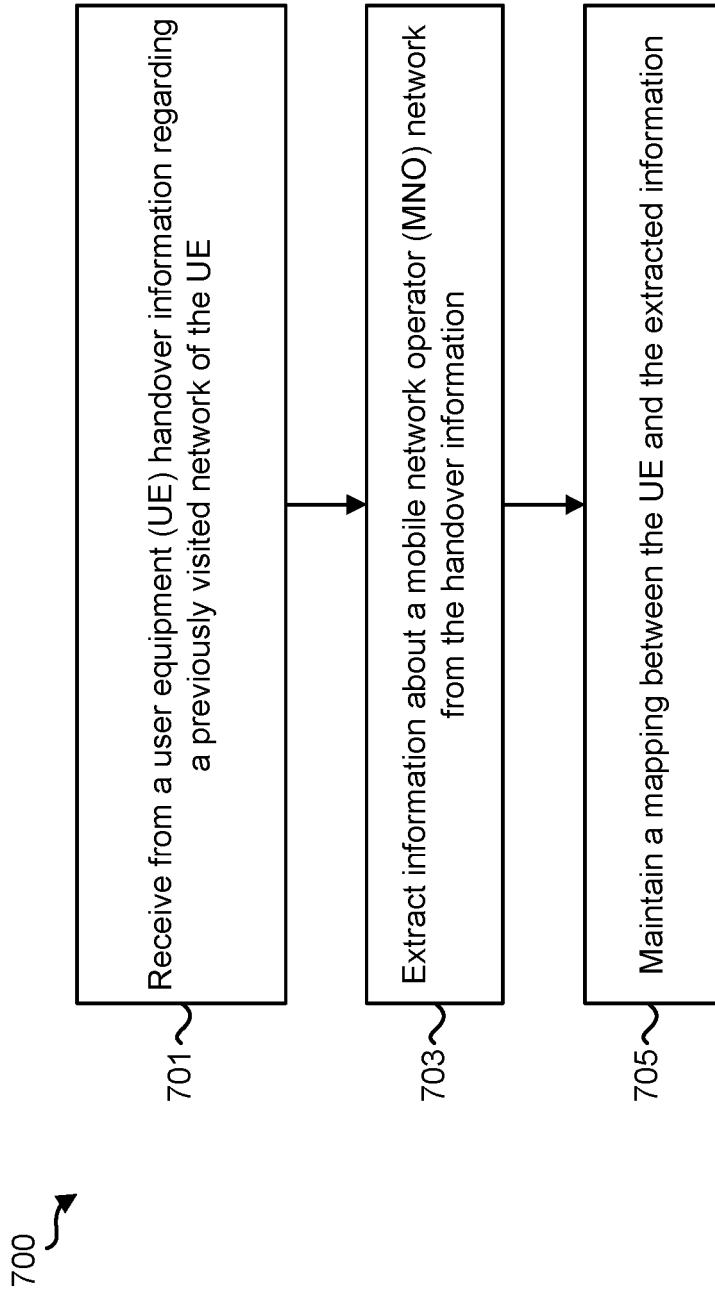 700
701
Receive from a user equipment (UE) handover information regarding
a previously visited network of the UE
703
Extract information about a mobile network operator (MNO) network
from the handover information
705
Maintain a mapping between the UE and the extracted information